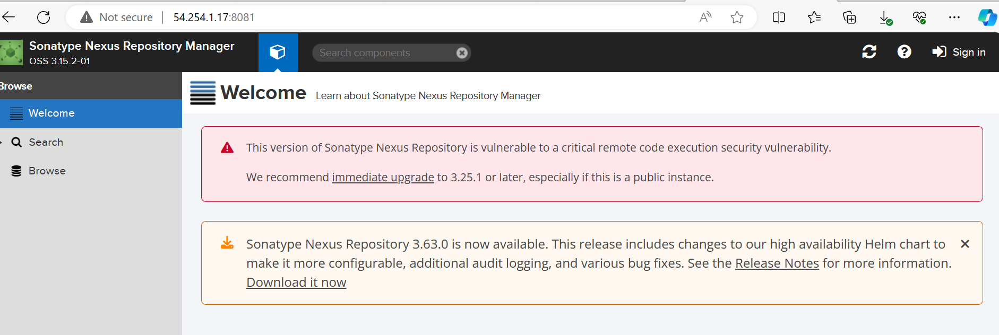 Not secure 54.254.1.17:8081
Sonatype Nexus Repository Manager
OSS 3.15.2-01
Search components
Sign in
Browse
Welcome
Search
Browse
Welcome Learn about Sonatype Nexus Repository Manager
This version of Sonatype Nexus Repository is vulnerable to a critical remote code execution security vulnerability.
We recommend immediate upgrade to 3.25.1 or later, especially if this is a public instance.
Sonatype Nexus Repository 3.63.0 is now available. This release includes changes to our high availability Helm chart to
make it more configurable, additional audit logging, and various bug fixes. See the Release Notes for more information.
Download it now